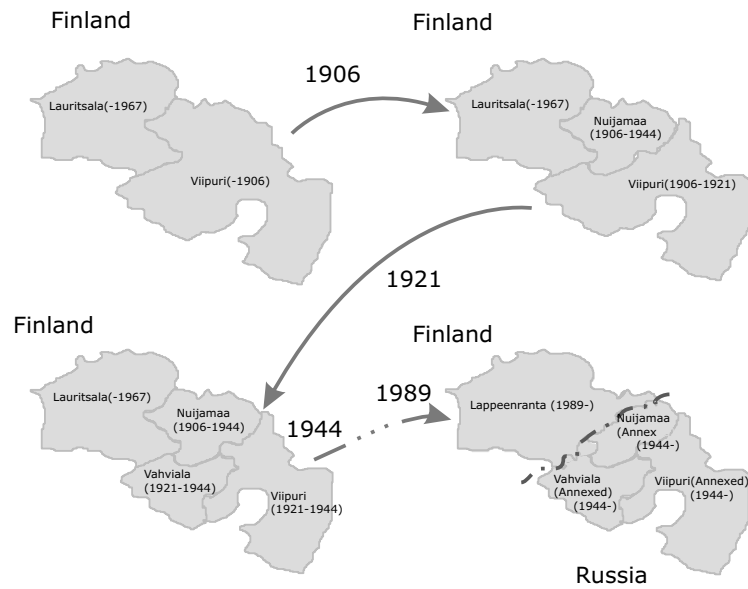 Finland
Finland
1906
Lauritsala(-1967)
Viipuri(-1906)
Lauritsala(-1967)
Nuijamaa
(1906-1944)
Viipuri(1906-1921)
1921
Finland
Finland
1944
1989
Lauritsala(-1967)
Nuijamaa
(1906-1944)
Vahviala
(1921-1944)
Viipuri
(1921-1944)
Lappeenranta (1989-)
Nuijamaa
(Annex
(1944-)
Vahviala
(Annexed)
(1944-)
Viipuri(Annexed)
(1944-)
Russia